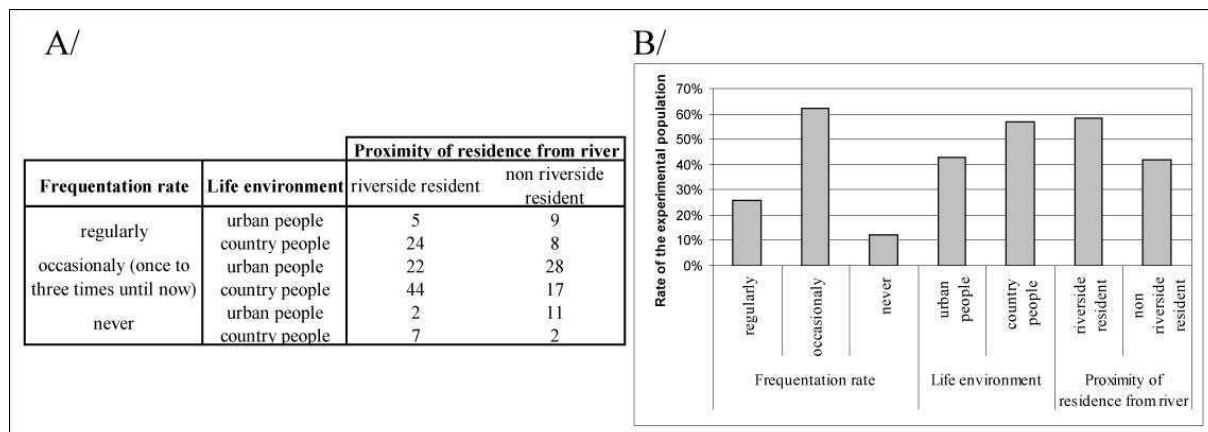 A/
Proximity of residence from river
Frequentation rate Life environment riverside resident non riverside resident
regularly urban people 5 9
country people 24 8
occasionaly (once to three times until now) urban people 22 28
country people 44 17
never urban people 2 11
country people 7 2
B/
Rate of the experimental population
70%
60%
50%
40%
30%
20%
10%
0%
regularly
occasionaly
never
urban people
country people
riverside resident
non riverside resident
Frequentation rate
Life environment
Proximity of residence from river